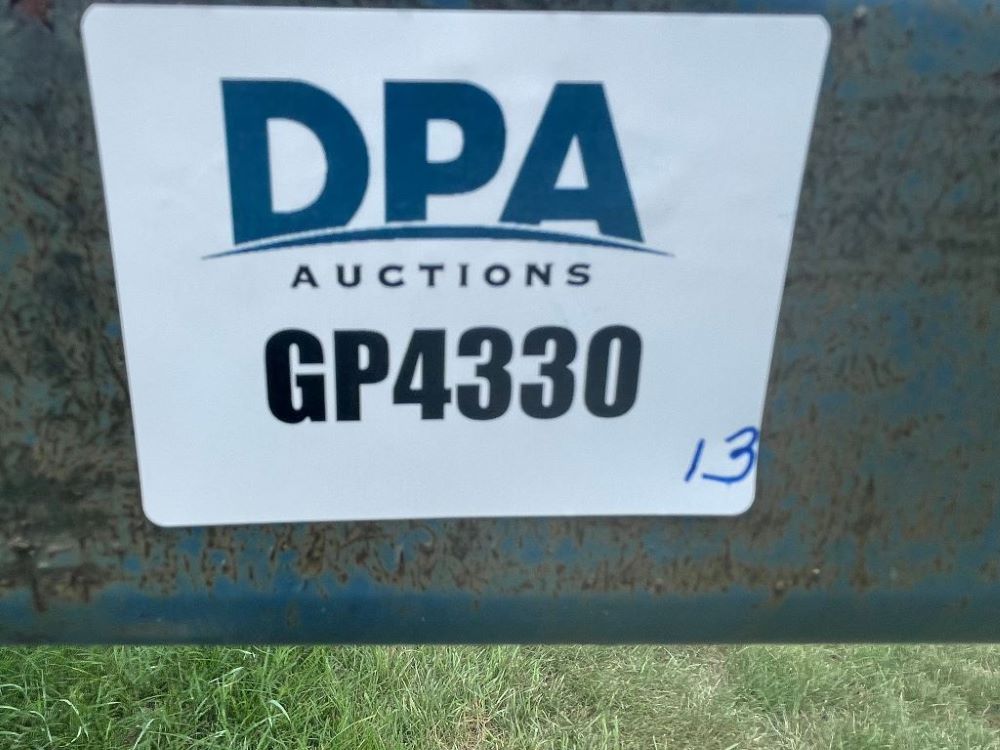 DPA
AUCTIONS
GP4330
13